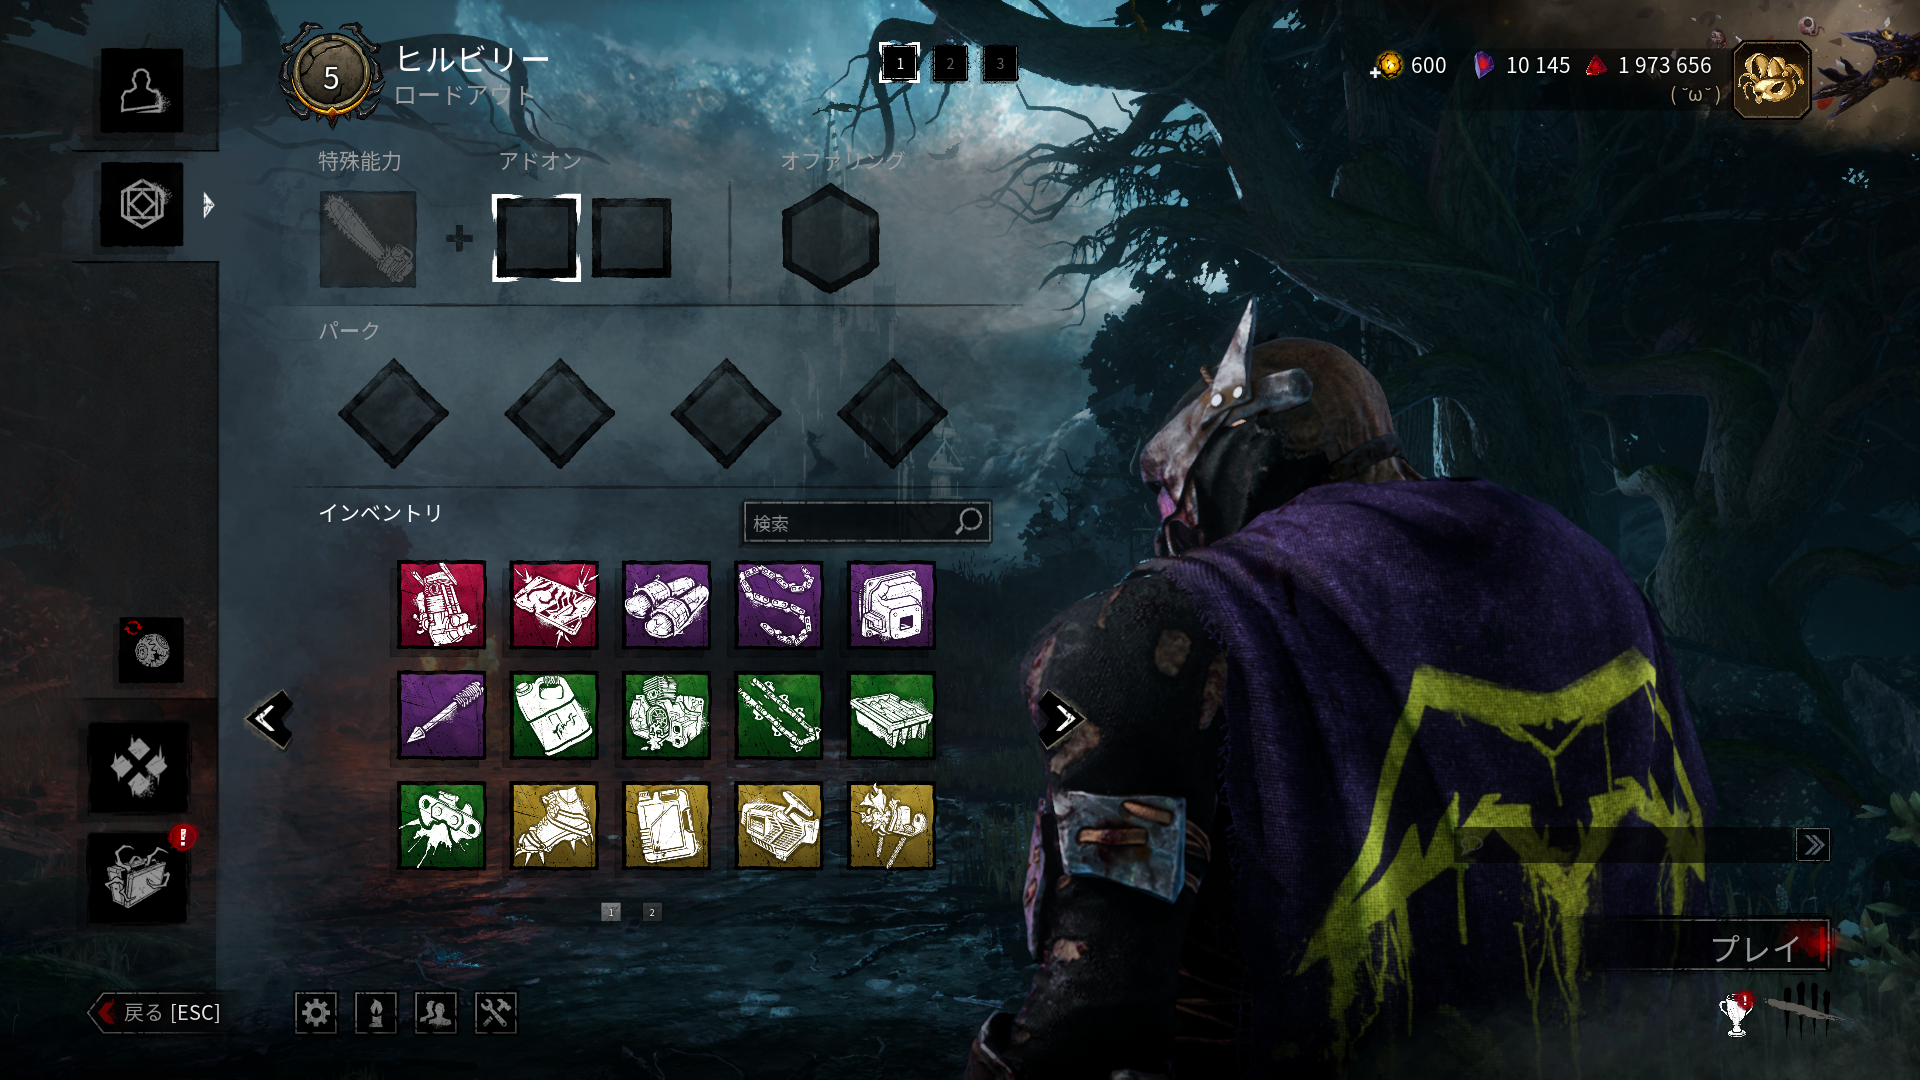 5
ヒルビリー
ロードアウト
1 2 3
600 10 145 1 973 656
(˘ω˘)
特殊能力 アドオン オファリング
パーク
インベントリ
検索
1 2
プレイ
戻る [ESC]